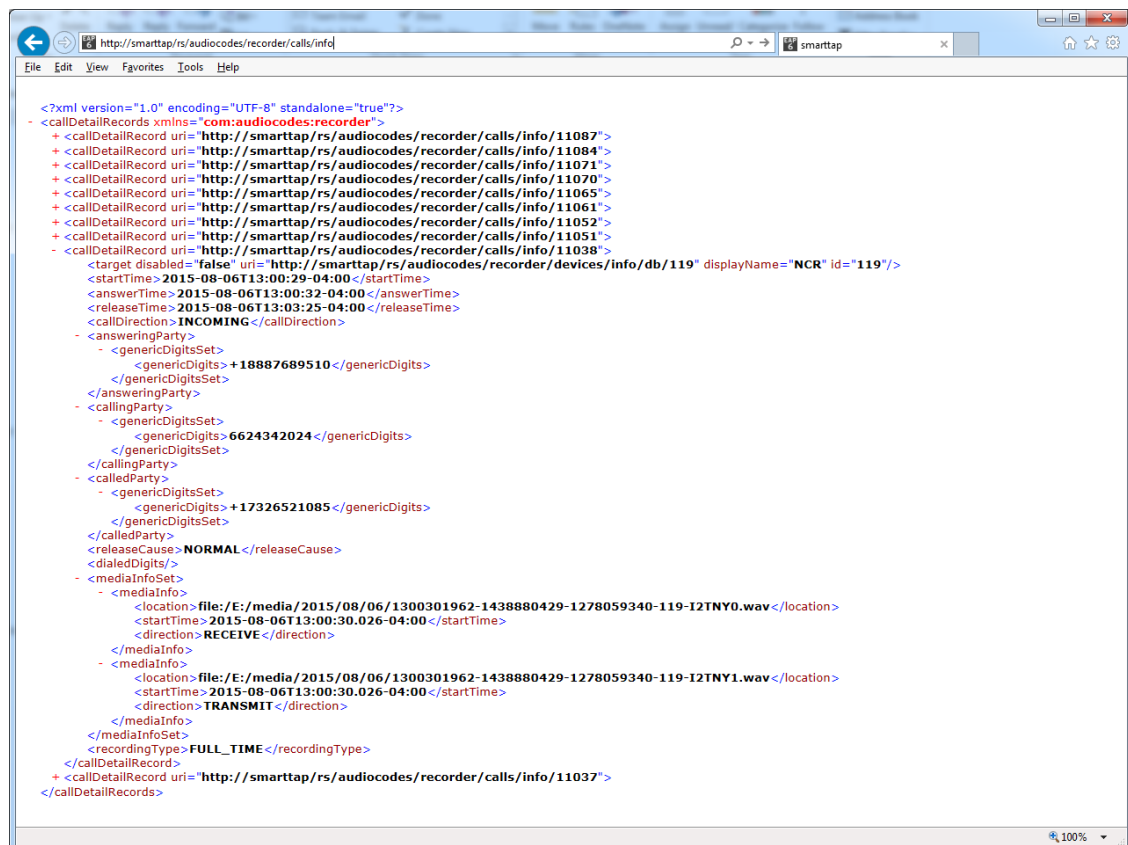 http://smarttap/rs/audiocodes/recorder/calls/info
smarttap
File Edit View Favorites Tools Help
<?xml version="1.0" encoding="UTF-8" standalone="true"?>
- <callDetailRecords xmlns="com:audiocodes:recorder">
+ <callDetailRecord uri="http://smarttap/rs/audiocodes/recorder/calls/info/11087">
+ <callDetailRecord uri="http://smarttap/rs/audiocodes/recorder/calls/info/11084">
+ <callDetailRecord uri="http://smarttap/rs/audiocodes/recorder/calls/info/11071">
+ <callDetailRecord uri="http://smarttap/rs/audiocodes/recorder/calls/info/11070">
+ <callDetailRecord uri="http://smarttap/rs/audiocodes/recorder/calls/info/11065">
+ <callDetailRecord uri="http://smarttap/rs/audiocodes/recorder/calls/info/11061">
+ <callDetailRecord uri="http://smarttap/rs/audiocodes/recorder/calls/info/11052">
+ <callDetailRecord uri="http://smarttap/rs/audiocodes/recorder/calls/info/11051">
- <callDetailRecord uri="http://smarttap/rs/audiocodes/recorder/calls/info/11038">
<target disabled="false" uri="http://smarttap/rs/audiocodes/recorder/devices/info/db/119" displayName="NCR" id="119"/>
<startTime>2015-08-06T13:00:29-04:00</startTime>
<answerTime>2015-08-06T13:00:32-04:00</answerTime>
<releaseTime>2015-08-06T13:03:25-04:00</releaseTime>
<callDirection>INCOMING</callDirection>
- <answeringParty>
- <genericDigitsSet>
<genericDigits>+18887689510</genericDigits>
</genericDigitsSet>
</answeringParty>
- <callingParty>
- <genericDigitsSet>
<genericDigits>6624342024</genericDigits>
</genericDigitsSet>
</callingParty>
- <calledParty>
- <genericDigitsSet>
<genericDigits>+17326521085</genericDigits>
</genericDigitsSet>
</calledParty>
<releaseCause>NORMAL</releaseCause>
<dialedDigits/>
- <mediaInfoSet>
- <mediaInfo>
<location>file:/E:/media/2015/08/06/1300301962-1438880429-1278059340-119-I2TNY0.wav</location>
<startTime>2015-08-06T13:00:30.026-04:00</startTime>
<direction>RECEIVE</direction>
</mediaInfo>
- <mediaInfo>
<location>file:/E:/media/2015/08/06/1300301962-1438880429-1278059340-119-I2TNY1.wav</location>
<startTime>2015-08-06T13:00:30.026-04:00</startTime>
<direction>TRANSMIT</direction>
</mediaInfo>
</mediaInfoSet>
<recordingType>FULL_TIME</recordingType>
</callDetailRecord>
+ <callDetailRecord uri="http://smarttap/rs/audiocodes/recorder/calls/info/11037">
</callDetailRecords>
100%